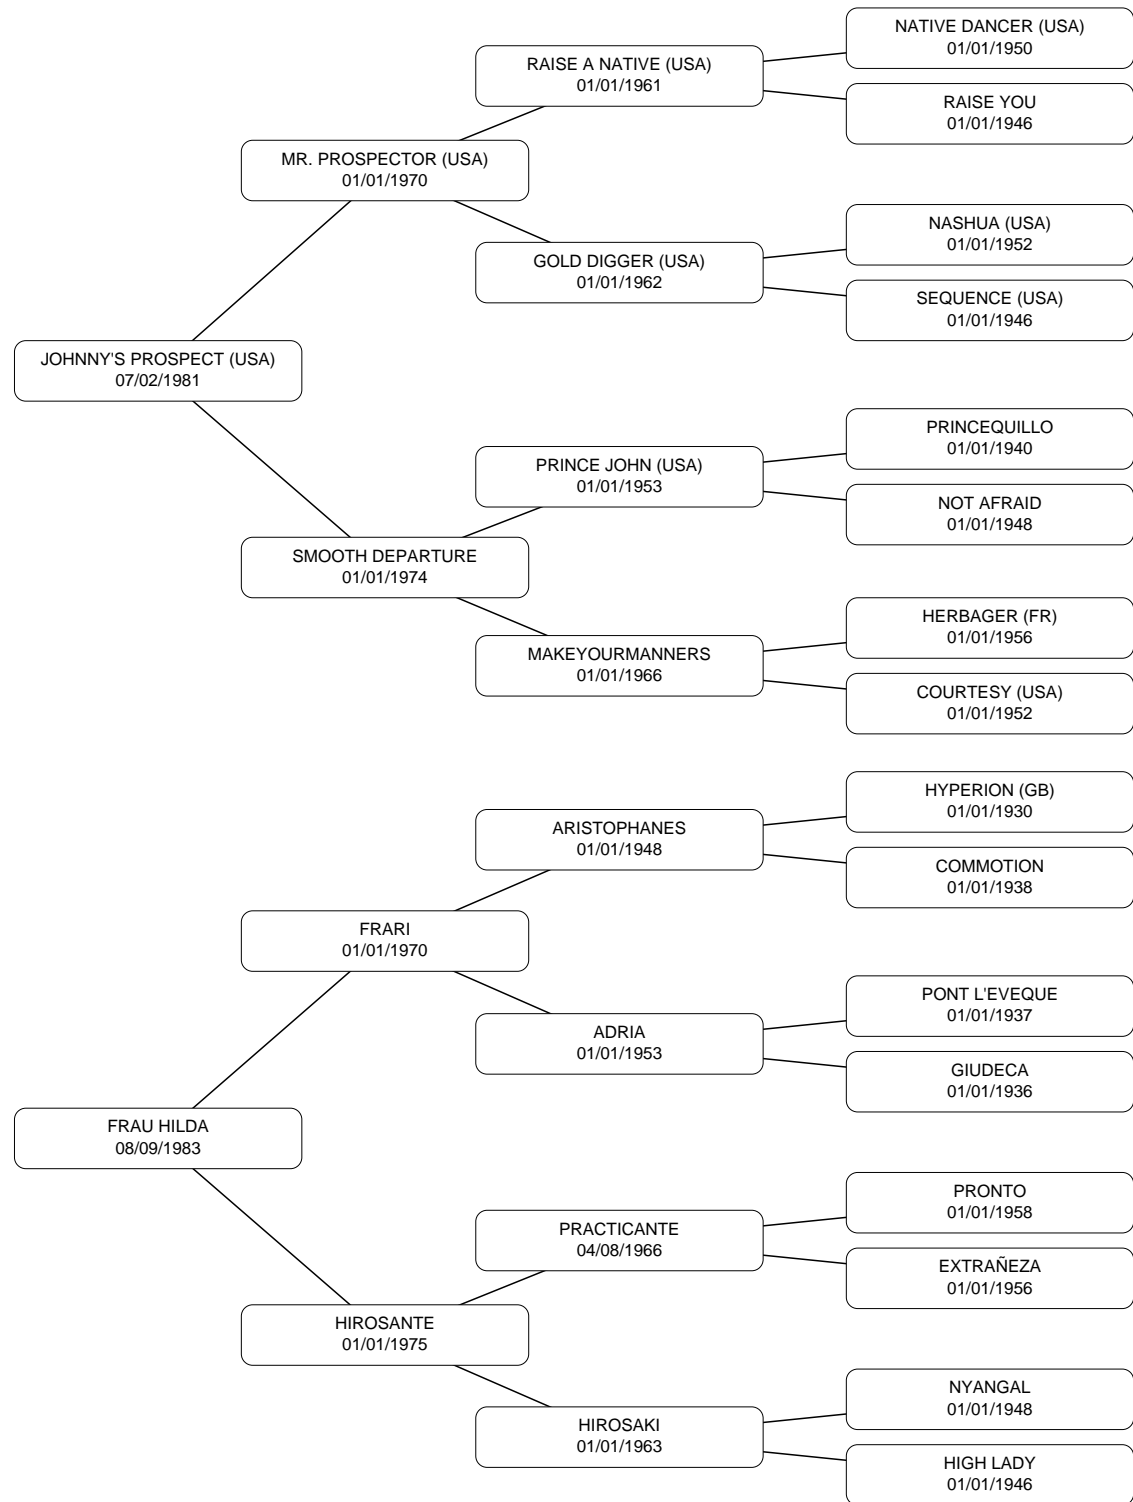 NATIVE DANCER (USA)
01/01/1950
RAISE A NATIVE (USA)
01/01/1961
RAISE YOU
01/01/1946
MR. PROSPECTOR (USA)
01/01/1970
NASHUA (USA)
01/01/1952
GOLD DIGGER (USA)
01/01/1962
SEQUENCE (USA)
01/01/1946
JOHNNY'S PROSPECT (USA)
07/02/1981
PRINCEQUILLO
01/01/1940
PRINCE JOHN (USA)
01/01/1953
NOT AFRAID
01/01/1948
SMOOTH DEPARTURE
01/01/1974
HERBAGER (FR)
01/01/1956
MAKEYOURMANNERS
01/01/1966
COURTESY (USA)
01/01/1952
HYPERION (GB)
01/01/1930
ARISTOPHANES
01/01/1948
COMMOTION
01/01/1938
FRARI
01/01/1970
PONT L'EVEQUE
01/01/1937
ADRIA
01/01/1953
GIUDECA
01/01/1936
FRAU HILDA
08/09/1983
PRONTO
01/01/1958
PRACTICANTE
04/08/1966
EXTRAÑEZA
01/01/1956
HIROSANTE
01/01/1975
NYANGAL
01/01/1948
HIROSAKI
01/01/1963
HIGH LADY
01/01/1946